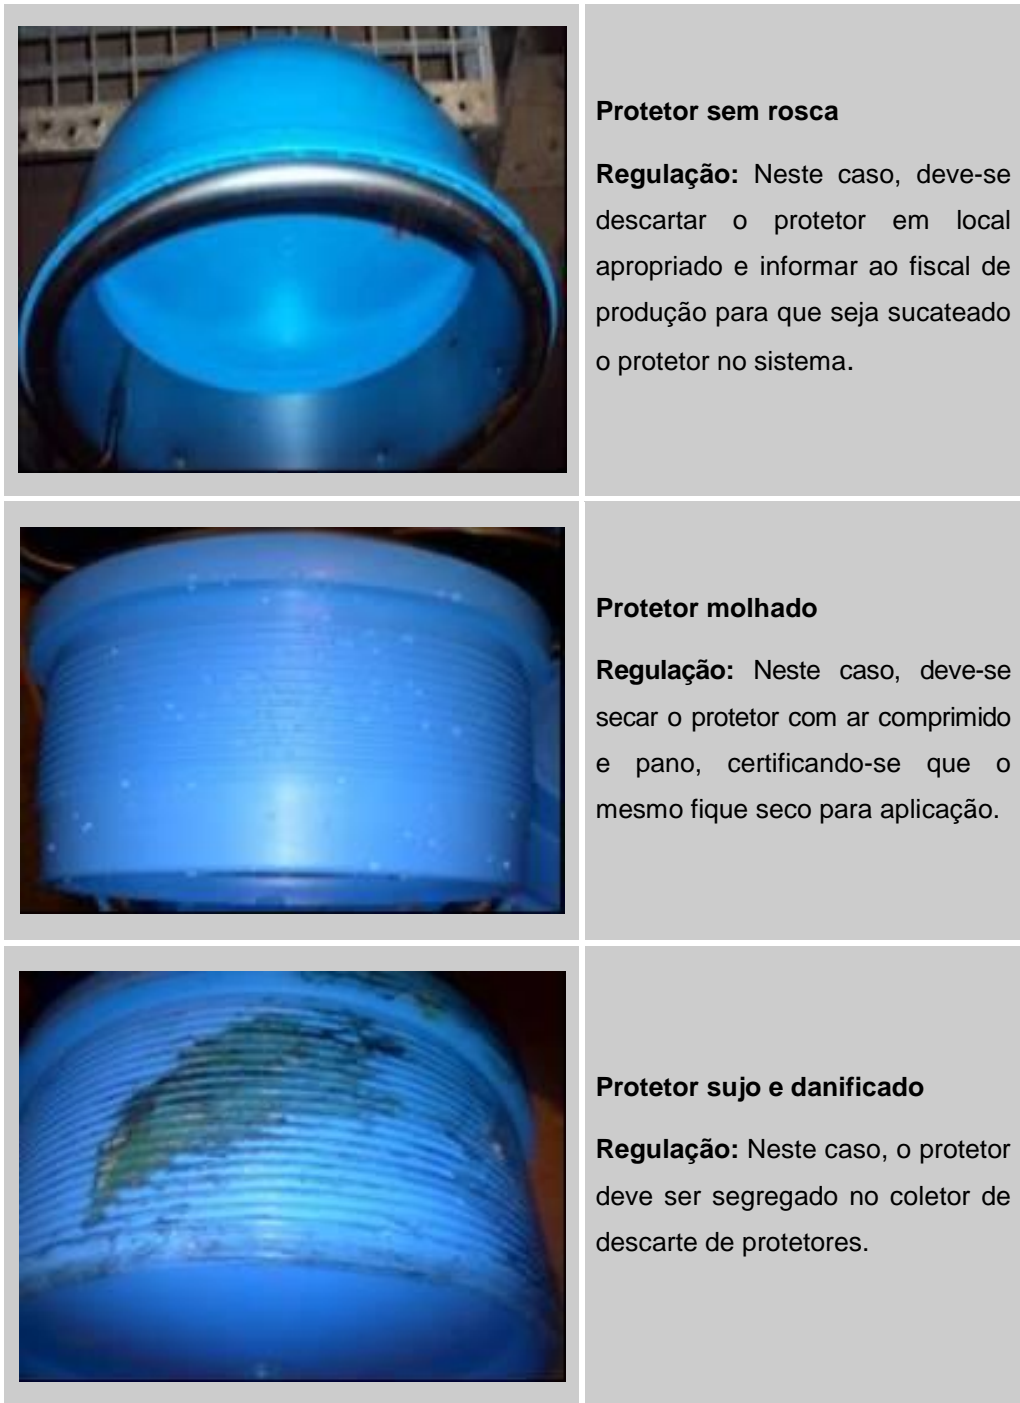 Protetor sem rosca
Regulação: Neste caso, deve-se
descartar o protetor em local
apropriado e informar ao fiscal de
produção para que seja sucateado
o protetor no sistema.
Protetor molhado
Regulação: Neste caso, deve-se
secar o protetor com ar comprimido
e pano, certificando-se que o
mesmo fique seco para aplicação.
Protetor sujo e danificado
Regulação: Neste caso, o protetor
deve ser segregado no coletor de
descarte de protetores.